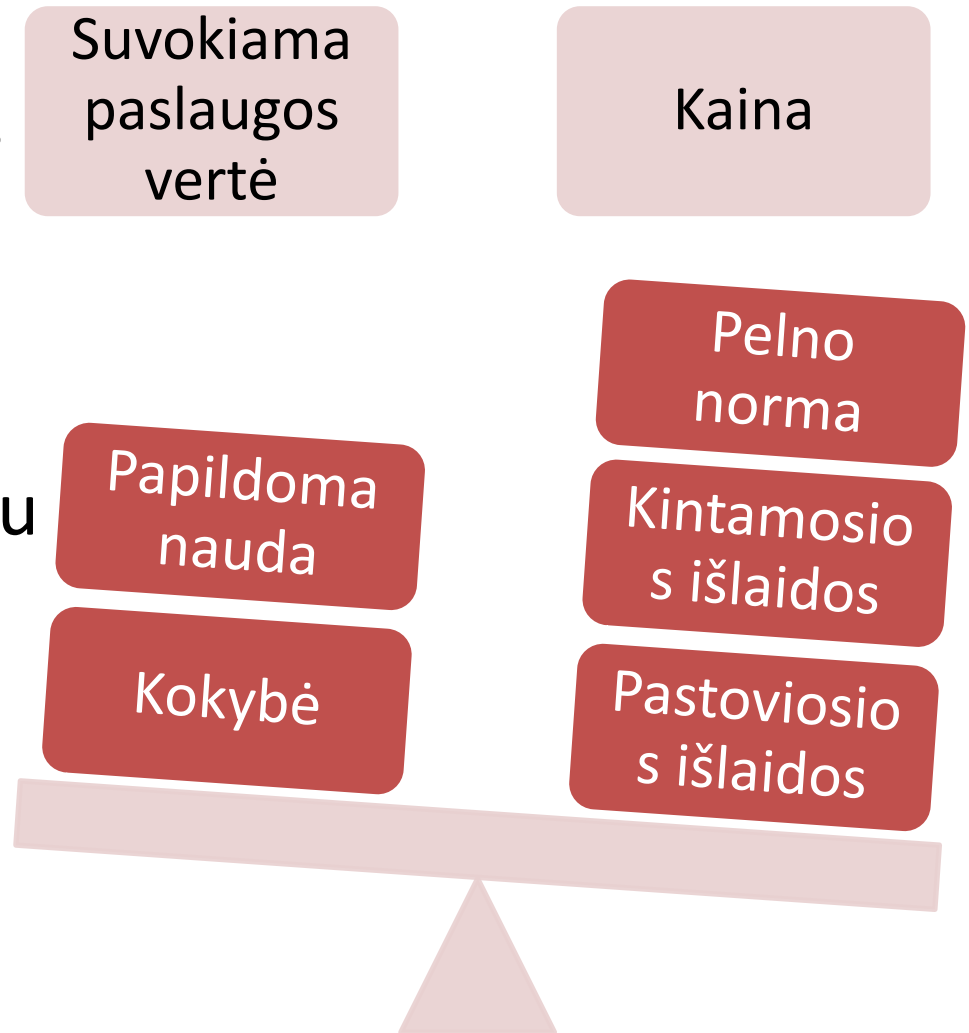 Suvokiama
paslaugos
vertė
Kaina
Pelno
norma
Papildoma
nauda
u
Kintamosio
s išlaidos
Kokybė
Pastoviosio
s išlaidos